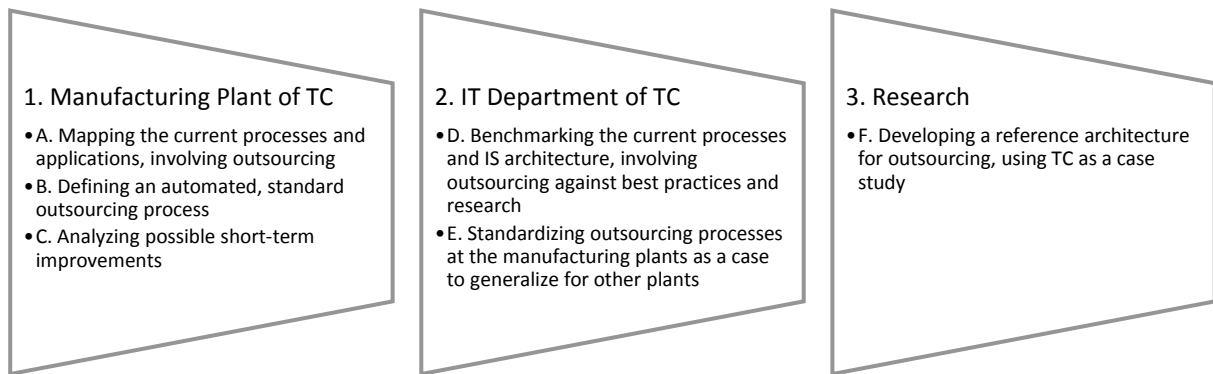 1. Manufacturing Plant of TC
•A. Mapping the current processes and
applications, involving outsourcing
•B. Defining an automated, standard
outsourcing process
•C. Analyzing possible short-term
improvements
2. IT Department of TC
•D. Benchmarking the current processes
and IS architecture, involving
outsourcing against best practices and
research
•E. Standardizing outsourcing processes
at the manufacturing plants as a case
to generalize for other plants
3. Research
•F. Developing a reference architecture
for outsourcing, using TC as a case
study